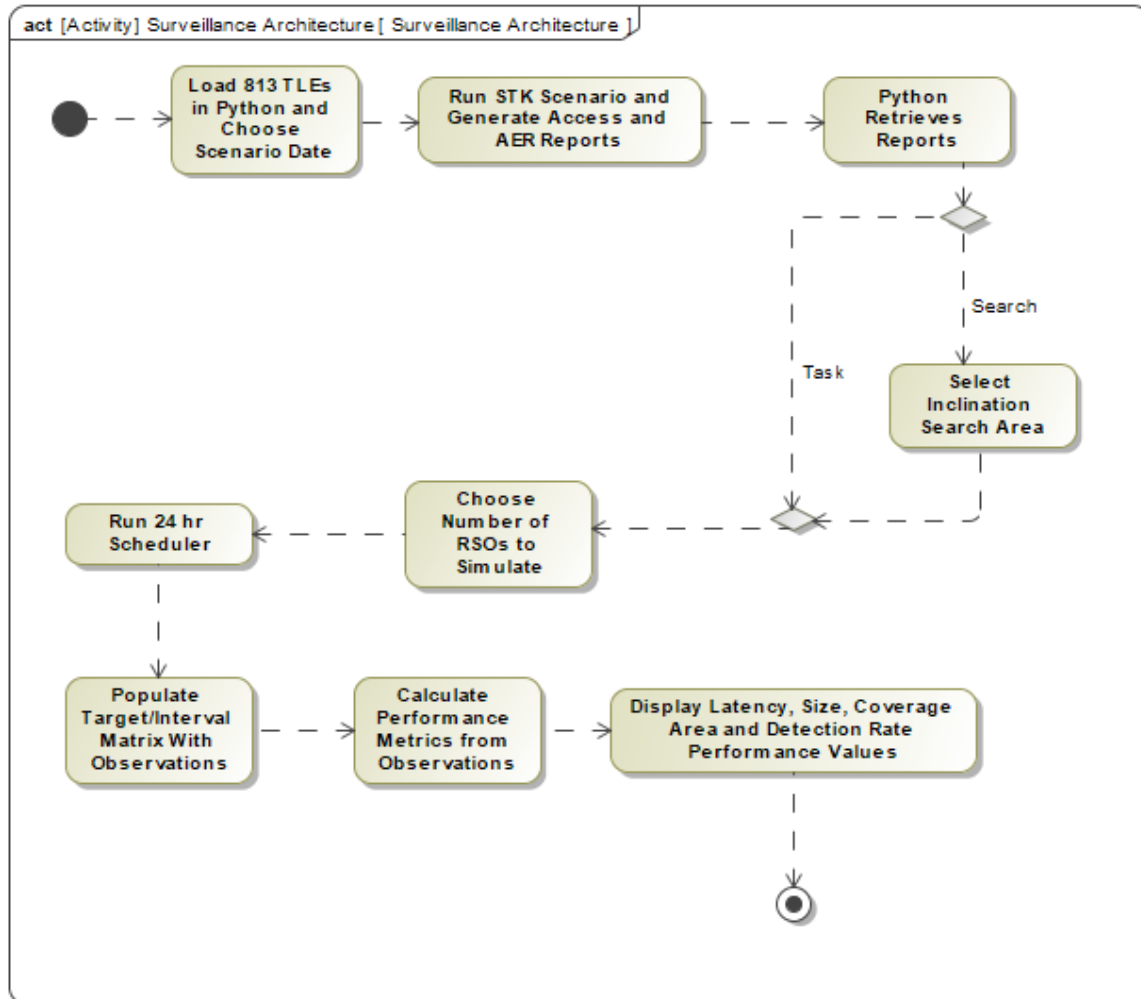 act [Activity] Surveillance Architecture [ Surveillance Architecture ]
Load 813 TLEs
in Python and
Choose
Scenario Date
Run STK Scenario and
Generate Access and
AER Reports
Python
Retrieves
Reports
Search
Task
Select
Inclination
Search Area
Choose
Number of
RSOs to
Simulate
Run 24 hr
Scheduler
Populate
Target/Interval
Matrix With
Observations
Calculate
Performance
Metrics from
Observations
Display Latency, Size, Coverage
Area and Detection Rate
Performance Values